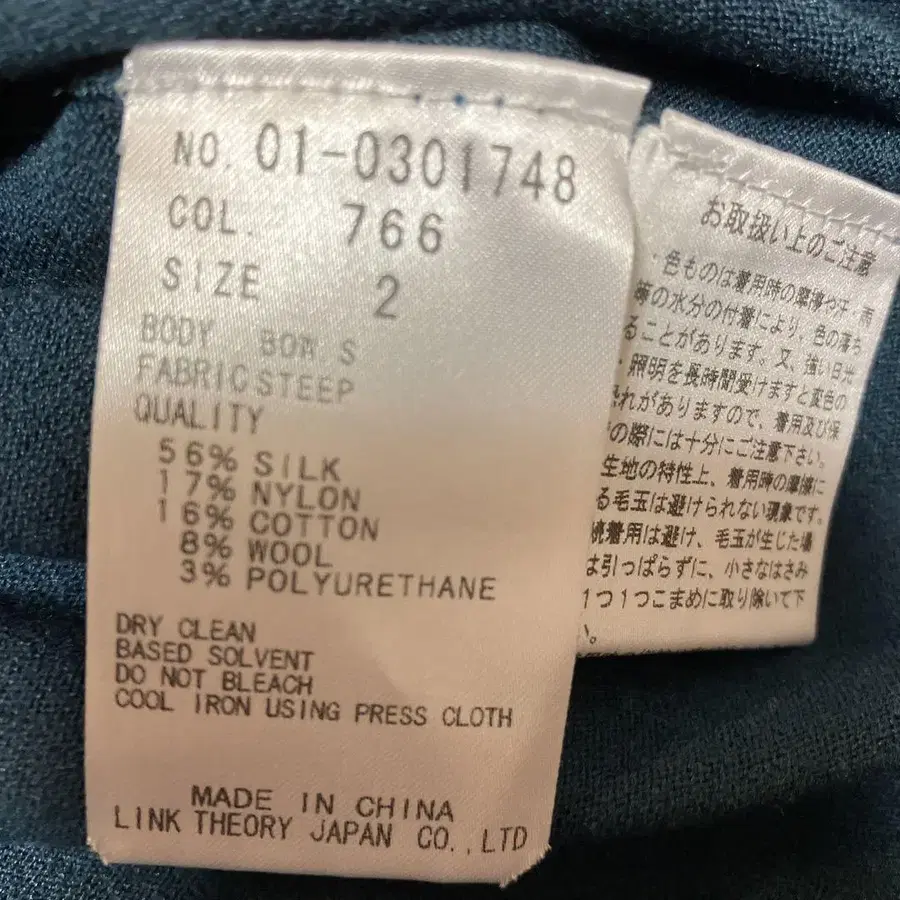 NO. 01-0301748
COL. 766
SIZE 2
BODY BOM.S
FABRIC STEEP
QUALITY
56% SILK
17% NYLON
16% COTTON
8% WOOL
3% POLYURETHANE
DRY CLEAN
BASED SOLVENT
DO NOT BLEACH
COOL IRON USING PRESS CLOTH
MADE IN CHINA
LINK THEORY JAPAN CO.,LTD
お取扱い上のご注意
・色ものは着用時の摩擦や汗・雨
等の水分の付着により、色の落ち
ることがあります。又、強い日光
・照明を長時間受けますと変色の
れがありますので、着用及び保
の際には十分にご注意下さい。
生地の特性上、着用時の摩擦に
る毛玉は避けられない現象です。
続着用は避け、毛玉が生じた場
は引っぱらずに、小さなはさみ
1つ1つこまめに取り除いて下
い。